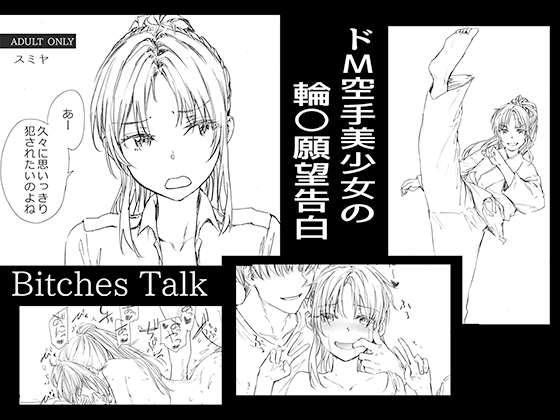 ADULT ONLY
スミヤ
あー
久々に思いっきり
犯されたいのよね
ドM空手美少女の
輪〇願望告白
Bitches Talk